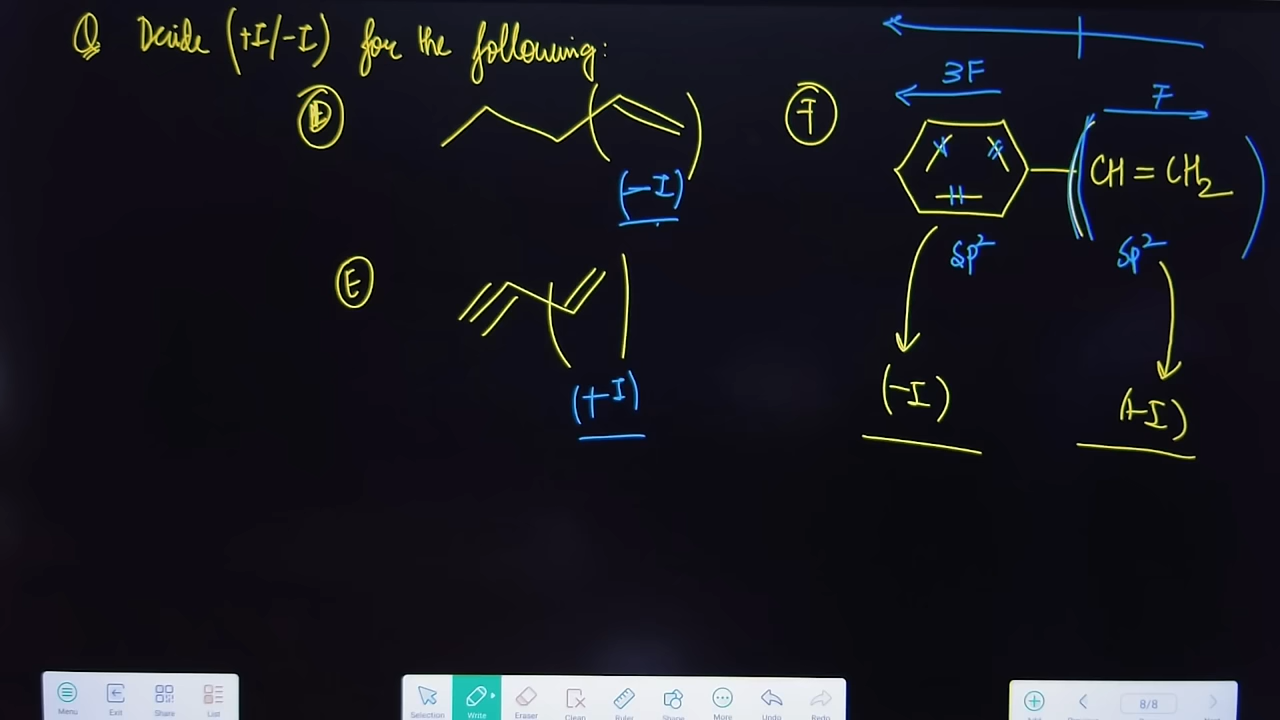 Q Decide (+I/-I) for the following:
D
(-I)
E
(+I)
F
3F
F
CH = CH2
sp2
sp2
(-I)
(+I)
Menu
Exit
Share
List
Selection
Write
Eraser
Clean
Ruler
Shape
More
Undo
Redo
8/8